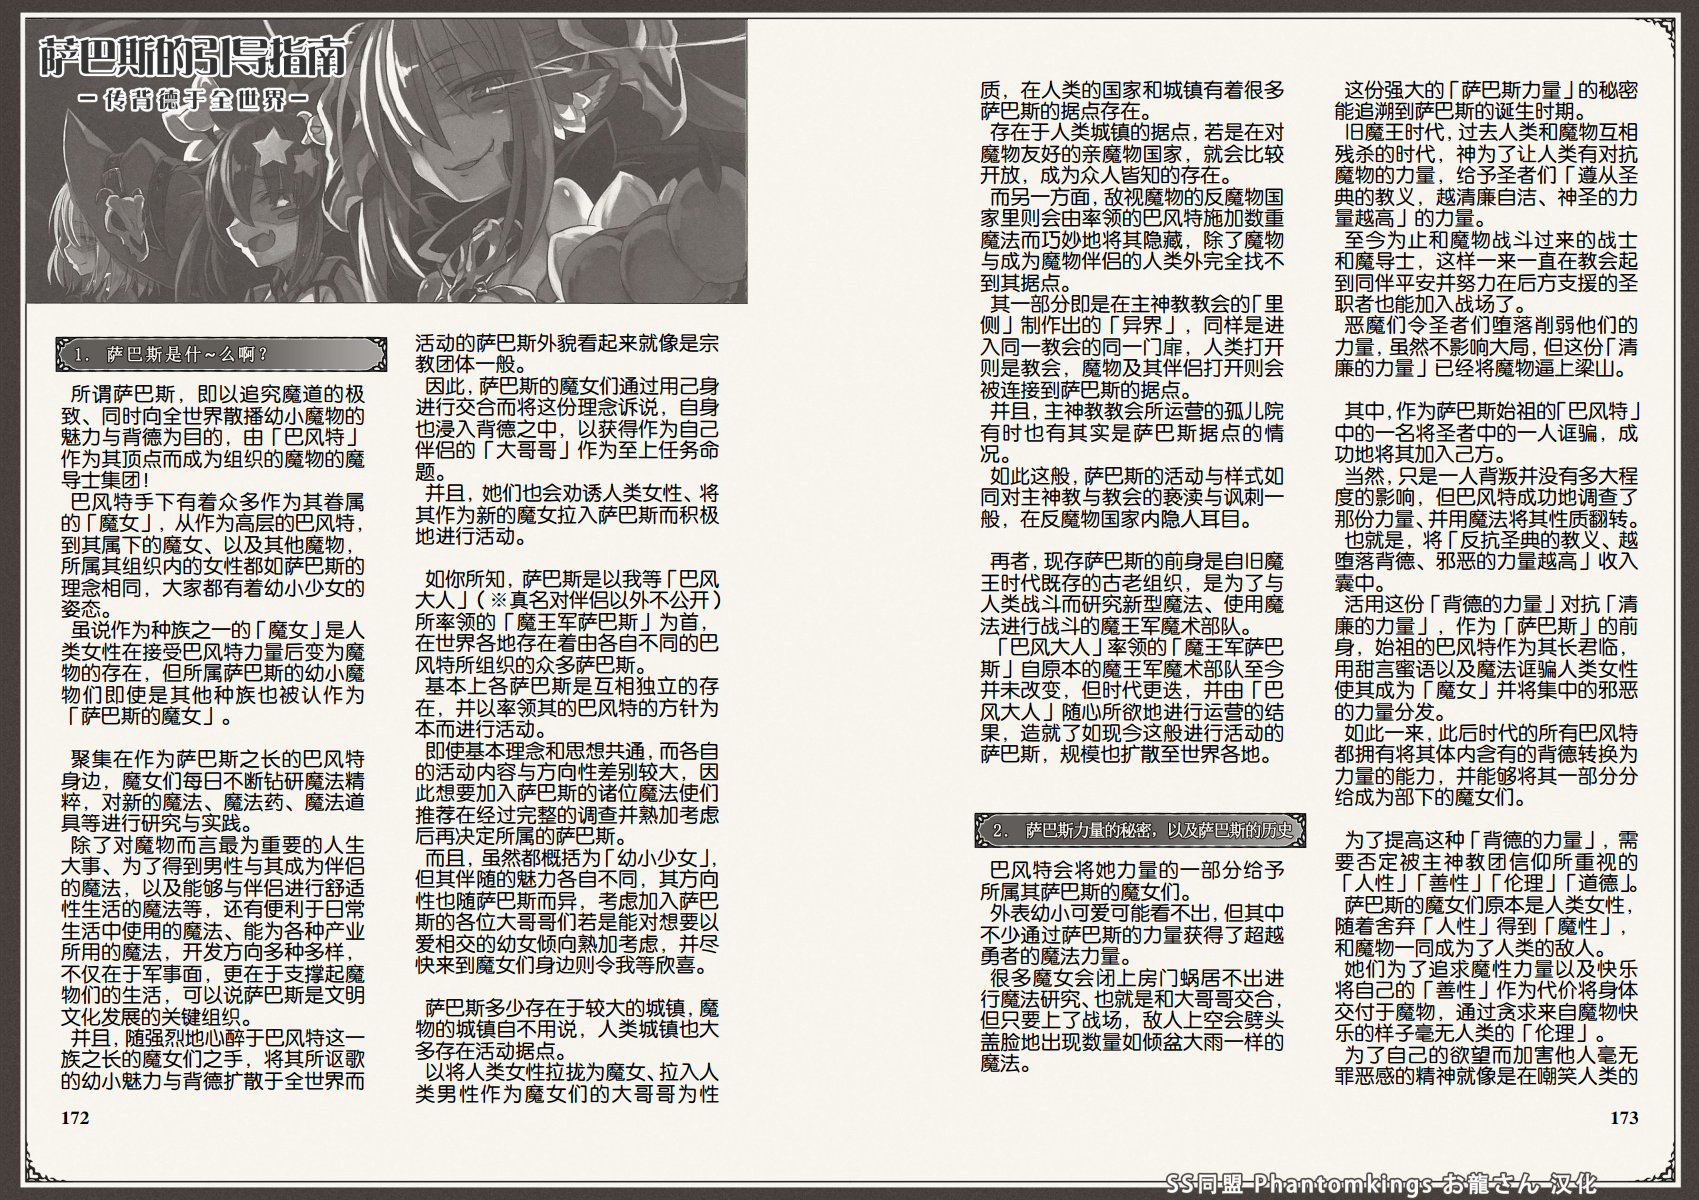 萨巴斯的引导指南
－传背德于全世界－
1. 萨巴斯是什~么啊?
所谓萨巴斯，即以追究魔道的极
致、同时向全世界散播幼小魔物的
魅力与背德为目的，由「巴风特」
作为其顶点而成为组织的魔物的魔
导士集团!
巴风特手下有着众多作为其眷属
的「魔女」，从作为高层的巴风特，
到其属下的魔女、以及其他魔物，
所属其组织内的女性都如萨巴斯的
理念相同，大家都有着幼小少女的
姿态。
虽说作为种族之一的「魔女」是人
类女性在接受巴风特力量后变为魔
物的存在，但所属萨巴斯的幼小魔
物们即使是其他种族也被认作为
「萨巴斯的魔女」。
聚集在作为萨巴斯之长的巴风特
身边，魔女们每日不断钻研魔法精
粹，对新的魔法、魔法药、魔法道
具等进行研究与实践。
除了对魔物而言最为重要的人生
大事、为了得到男性与其成为伴侣
的魔法，以及能够与伴侣进行舒适
性生活的魔法等，还有便利于日常
生活中使用的魔法、能为各种产业
所用的魔法，开发方向多种多样，
不仅在于军事面，更在于支撑起魔
物们的生活，可以说萨巴斯是文明
文化发展的关键组织。
并且，随强烈地心醉于巴风特这一
族之长的魔女们之手，将其所讴歌
的幼小魅力与背德扩散于全世界而
172
活动的萨巴斯外貌看起来就像是宗
教团体一般。
因此，萨巴斯的魔女们通过用己身
进行交合而将这份理念诉说，自身
也浸入背德之中，以获得作为自己
伴侣的「大哥哥」作为至上任务命
题。
并且，她们也会劝诱人类女性、将
其作为新的魔女拉入萨巴斯而积极
地进行活动。
如你所知，萨巴斯是以我等「巴风
大人」(※真名对伴侣以外不公开)
所率领的「魔王军萨巴斯」为首，
在世界各地存在着由各自不同的巴
风特所组织的众多萨巴斯。
基本上各萨巴斯是互相独立的存
在，并以率领其的巴风特的方针为
本而进行活动。
即使基本理念和思想共通，而各自
的活动内容与方向性差别较大，因
此想要加入萨巴斯的诸位魔法使们
推荐在经过完整的调查并熟加考虑
后再决定所属的萨巴斯。
而且，虽然都概括为「幼小少女」，
但其伴随的魅力各自不同，其方向
性也随萨巴斯而异，考虑加入萨巴
斯的各位大哥哥们若是能对想要以
爱相交的幼女倾向熟加考虑，并尽
快来到魔女们身边则令我等欣喜。
萨巴斯多少存在于较大的城镇，魔
物的城镇自不用说，人类城镇也大
多存在活动据点。
以将人类女性拉拢为魔女、拉入人
类男性作为魔女们的大哥哥为性
质，在人类的国家和城镇有着很多
萨巴斯的据点存在。
存在于人类城镇的据点，若是在对
魔物友好的亲魔物国家，就会比较
开放，成为众人皆知的存在。
而另一方面，敌视魔物的反魔物国
家里则会由率领的巴风特施加数重
魔法而巧妙地将其隐藏，除了魔物
与成为魔物伴侣的人类外完全找不
到其据点。
其一部分即是在主神教教会的「里
侧」制作出的「异界」，同样是进
入同一教会的同一门扉，人类打开
则是教会，魔物及其伴侣打开则会
被连接到萨巴斯的据点。
并且，主神教教会所运营的孤儿院
有时也有其实是萨巴斯据点的情
况。
如此这般，萨巴斯的活动与样式如
同对主神教与教会的亵渎与讽刺一
般，在反魔物国家内隐人耳目。
再者，现存萨巴斯的前身是自旧魔
王时代既存的古老组织，是为了与
人类战斗而研究新型魔法、使用魔
法进行战斗的魔王军魔术部队。
「巴风大人」率领的「魔王军萨巴
斯」自原本的魔王军魔术部队至今
并未改变，但时代更迭，并由「巴
风大人」随心所欲地进行运营的结
果，造就了如现今这般进行活动的
萨巴斯，规模也扩散至世界各地。
2. 萨巴斯力量的秘密，以及萨巴斯的历史
巴风特会将她力量的一部分给予
所属其萨巴斯的魔女们。
外表幼小可爱可能看不出，但其中
不少通过萨巴斯的力量获得了超越
勇者的魔法力量。
很多魔女会闭上房门蜗居不出进
行魔法研究、也就是和大哥哥交合，
但只要上了战场，敌人上空会劈头
盖脸地出现数量如倾盆大雨一样的
魔法。
这份强大的「萨巴斯力量」的秘密
能追溯到萨巴斯的诞生时期。
旧魔王时代，过去人类和魔物互相
残杀的时代，神为了让人类有对抗
魔物的力量，给予圣者们「遵从圣
典的教义，越清廉自洁、神圣的力
量越高」的力量。
至今为止和魔物战斗过来的战士
和魔导士，这样一来一直在教会起
到同伴平安并努力在后方支援的圣
职者也能加入战场了。
恶魔们令圣者们堕落削弱他们的
力量，虽然不影响大局，但这份「清
廉的力量」已经将魔物逼上梁山。
其中，作为萨巴斯始祖的「巴风特」
中的一名将圣者中的一人诓骗，成
功地将其加入己方。
当然，只是一人背叛并没有多大程
度的影响，但巴风特成功地调查了
那份力量、并用魔法将其性质翻转。
也就是，将「反抗圣典的教义、越
堕落背德、邪恶的力量越高」收入
囊中。
活用这份「背德的力量」对抗「清
廉的力量」，作为「萨巴斯」的前
身，始祖的巴风特作为其长君临，
用甜言蜜语以及魔法诓骗人类女性
使其成为「魔女」并将集中的邪恶
的力量分发。
如此一来，此后时代的所有巴风特
都拥有将其体内含有的背德转换为
力量的能力，并能够将其一部分分
给成为部下的魔女们。
为了提高这种「背德的力量」，需
要否定被主神教团信仰所重视的
「人性」「善性」「伦理」「道德」。
萨巴斯的魔女们原本是人类女性，
随着舍弃「人性」得到「魔性」，
和魔物一同成为了人类的敌人。
她们为了追求魔性力量以及快乐
将自己的「善性」作为代价将身体
交付于魔物，通过贪求来自魔物快
乐的样子毫无人类的「伦理」。
为了自己的欲望而加害他人毫无
罪恶感的精神就像是在嘲笑人类的
173
SS同盟 Phantomkings お龍さん 汉化